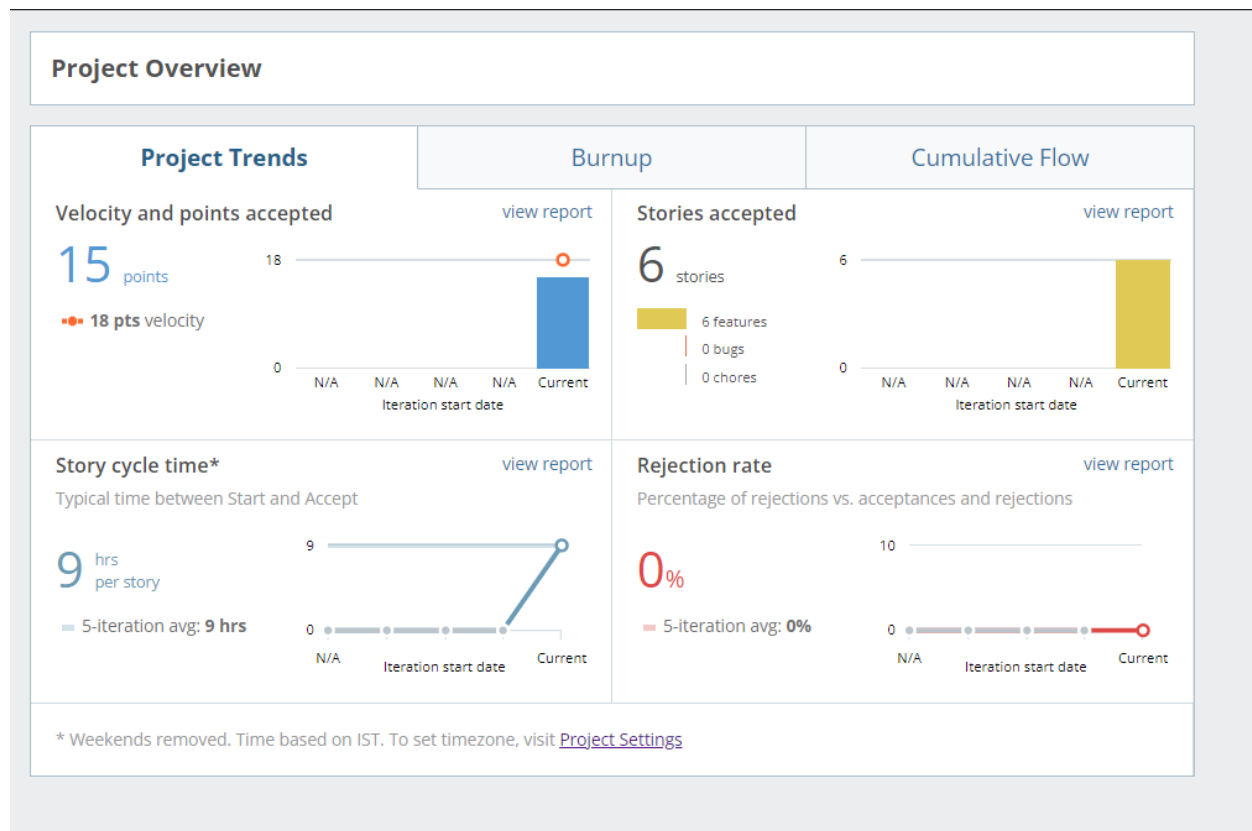 Project Overview
Project Trends
Burnup
Cumulative Flow
Velocity and points accepted
view report
15 points
18 pts velocity
18
0
N/A N/A N/A N/A Current
Iteration start date
Stories accepted
view report
6 stories
6 features
0 bugs
0 chores
6
0
N/A N/A N/A N/A Current
Iteration start date
Story cycle time*
view report
Typical time between Start and Accept
9 hrs
per story
5-iteration avg: 9 hrs
9
0
N/A Iteration start date Current
Rejection rate
view report
Percentage of rejections vs. acceptances and rejections
0%
5-iteration avg: 0%
10
0
N/A Iteration start date Current
* Weekends removed. Time based on IST. To set timezone, visit Project Settings